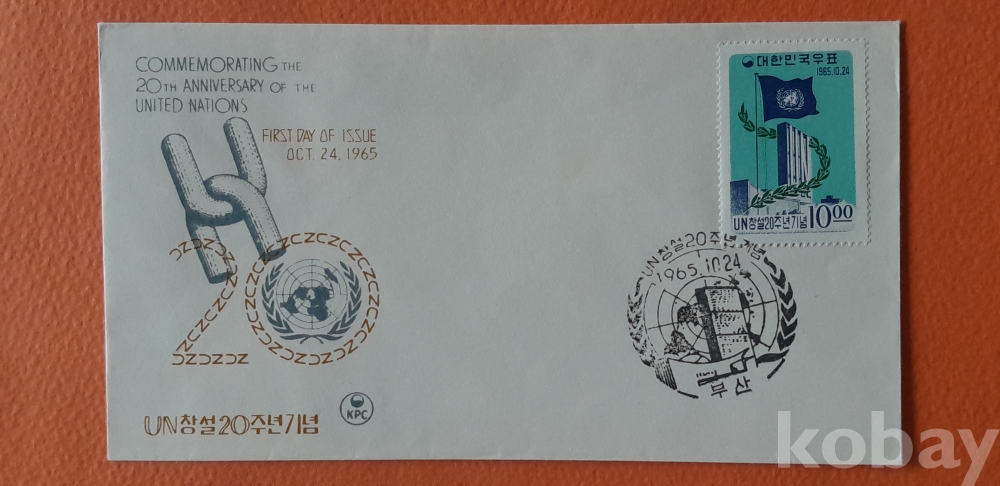 COMMEMORATING THE
20TH ANNIVERSARY OF THE
UNITED NATIONS
FIRST DAY OF ISSUE
OCT. 24, 1965
UN창설20주년기념
KPC
대한민국우표
1965.10.24
UN창설20주년기념 10.00
UN창설20주년기념
1965.10.24
부산
kobay